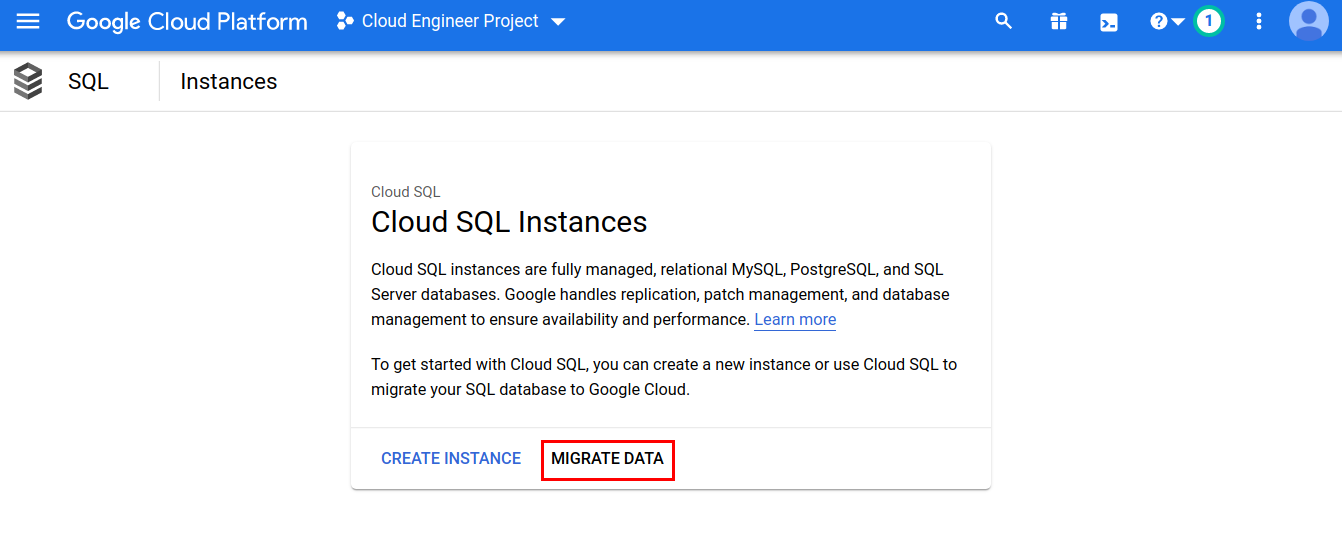 Google Cloud Platform Cloud Engineer Project ? 1
SQL Instances
Cloud SQL
Cloud SQL Instances
Cloud SQL instances are fully managed, relational MySQL, PostgreSQL, and SQL
Server databases. Google handles replication, patch management, and database
management to ensure availability and performance. Learn more
To get started with Cloud SQL, you can create a new instance or use Cloud SQL to
migrate your SQL database to Google Cloud.
CREATE INSTANCE MIGRATE DATA